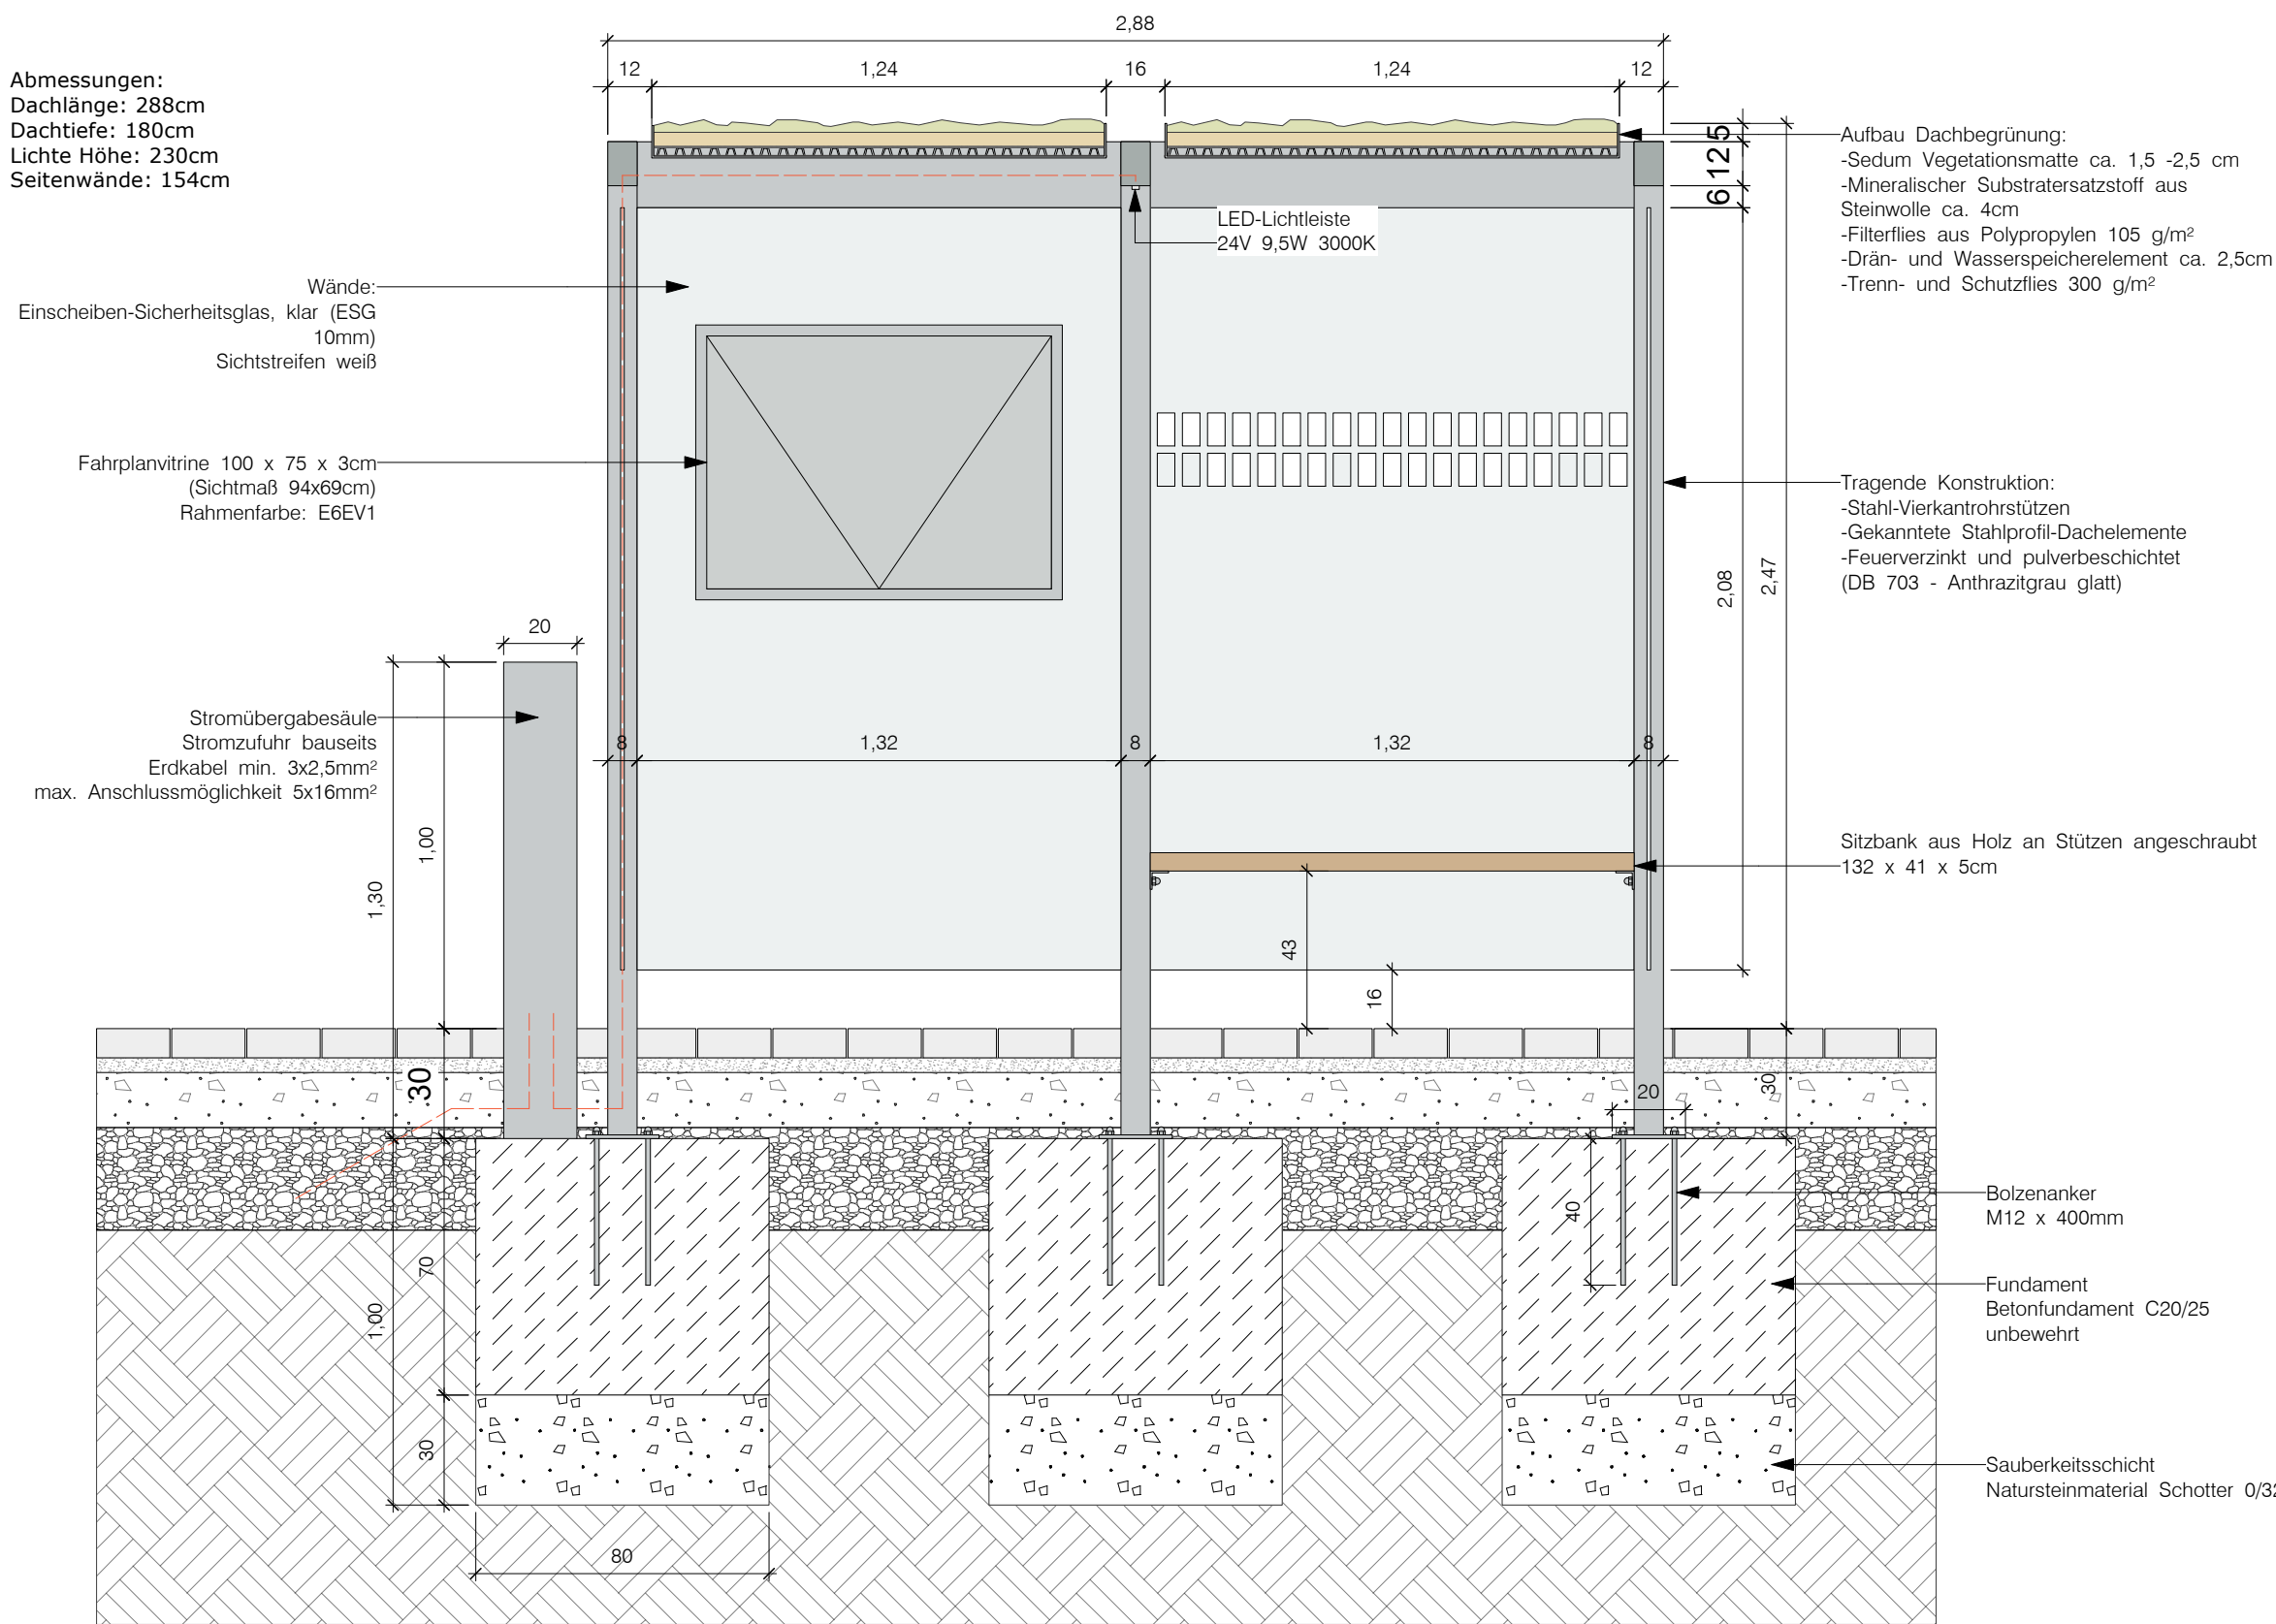 2,88
12
1,24
16
1,24
12
Abmessungen:
Dachlänge: 288cm
Dachtiefe: 180cm
Lichte Höhe: 230cm
Seitenwände: 154cm
5
12
6
Aufbau Dachbegrünung:
-Sedum Vegetationsmatte ca. 1,5 -2,5 cm
-Mineralischer Substratersatzstoff aus
Steinwolle ca. 4cm
-Filterflies aus Polypropylen 105 g/m²
-Drän- und Wasserspeicherelement ca. 2,5cm
-Trenn- und Schutzflies 300 g/m²
LED-Lichtleiste
24V 9,5W 3000K
Wände:
Einscheiben-Sicherheitsglas, klar (ESG
10mm)
Sichtstreifen weiß
Fahrplanvitrine 100 x 75 x 3cm
(Sichtmaß 94x69cm)
Rahmenfarbe: E6EV1
Tragende Konstruktion:
-Stahl-Vierkantrohrstützen
-Gekanntete Stahlprofil-Dachelemente
-Feuerverzinkt und pulverbeschichtet
(DB 703 - Anthrazitgrau glatt)
2,08
2,47
20
Stromübergabesäule
Stromzufuhr bauseits
Erdkabel min. 3x2,5mm²
max. Anschlussmöglichkeit 5x16mm²
8
1,32
8
1,32
8
1,00
1,30
Sitzbank aus Holz an Stützen angeschraubt
132 x 41 x 5cm
43
16
30
20
30
40
Bolzenanker
M12 x 400mm
70
1,00
Fundament
Betonfundament C20/25
unbewehrt
30
Sauberkeitsschicht
Natursteinmaterial Schotter 0/32
80